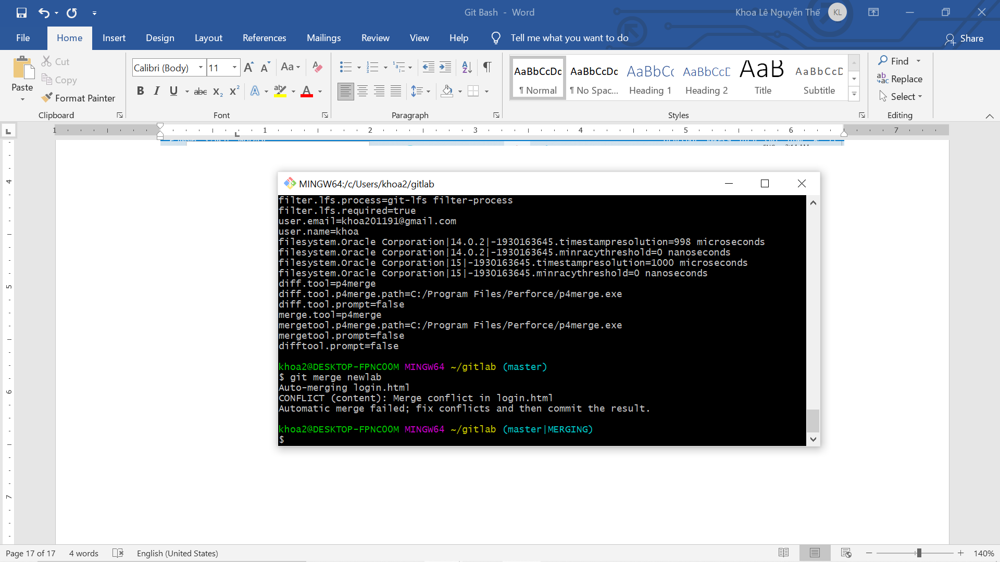 Git Bash - Word
Khoa Lê Nguyễn Thế
KL
File
Home
Insert
Design
Layout
References
Mailings
Review
View
Help
Tell me what you want to do
Share
Paste
Cut
Copy
Format Painter
Clipboard
Calibri (Body)
11
Font
Paragraph
AaBbCcDc
¶ Normal
AaBbCcDc
¶ No Spac...
AaBbCc
Heading 1
AaBbCcD
Heading 2
AaB
Title
AaBbCcD
Subtitle
Styles
Find
Replace
Select
Editing
1 1 2 3 4 5 6 7
4
5
6
7
MINGW64:/c/Users/khoa2/gitlab
filter.lfs.process=git-lfs filter-process
filter.lfs.required=true
user.email=khoa201191@gmail.com
user.name=khoa
filesystem.Oracle Corporation|14.0.2|-1930163645.timestampresolution=998 microseconds
filesystem.Oracle Corporation|14.0.2|-1930163645.minracythreshold=0 nanoseconds
filesystem.Oracle Corporation|15|-1930163645.timestampresolution=1000 microseconds
filesystem.Oracle Corporation|15|-1930163645.minracythreshold=0 nanoseconds
diff.tool=p4merge
diff.tool.p4merge.path=C:/Program Files/Perforce/p4merge.exe
diff.tool.prompt=false
merge.tool=p4merge
mergetool.p4merge.path=C:/Program Files/Perforce/p4merge.exe
mergetool.prompt=false
difftool.prompt=false
khoa2@DESKTOP-FPNC00M MINGW64 ~/gitlab (master)
$ git merge newlab
Auto-merging login.html
CONFLICT (content): Merge conflict in login.html
Automatic merge failed; fix conflicts and then commit the result.
khoa2@DESKTOP-FPNC00M MINGW64 ~/gitlab (master|MERGING)
$
Page 17 of 17
4 words
English (United States)
140%